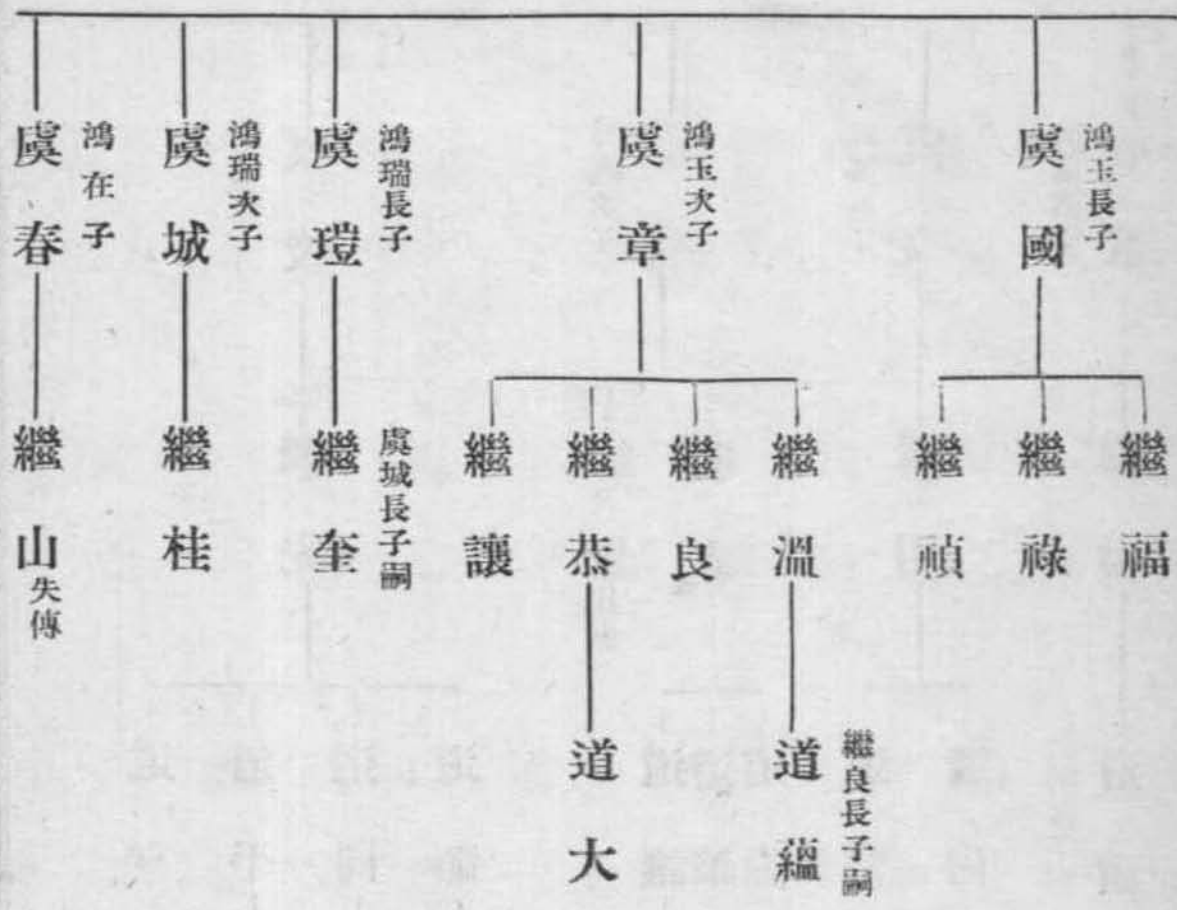 鴻玉長子
虞國
鴻玉次子
虞章
鴻瑞長子
虞瑝
鴻瑞次子
虞城
鴻在子
虞春
繼福
繼祿
繼禎
繼溫
繼良
繼恭
繼讓
虞城長子嗣
繼奎
繼桂
繼山失傳
繼良長子嗣
道蘊
道大